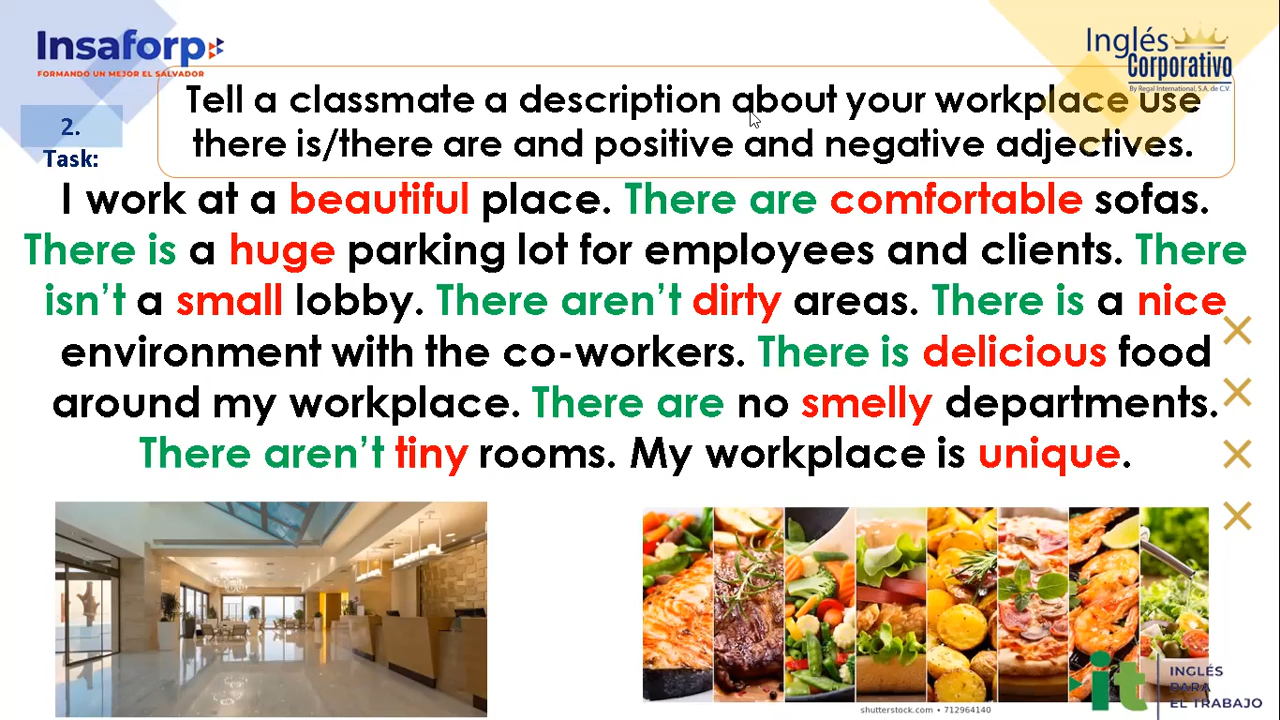 Insaforp
FORMANDO UN MEJOR EL SALVADOR
Inglés
Corporativo
By Regal International, S.A. de C.V.
2.
Task:
Tell a classmate a description about your workplace use
there is/there are and positive and negative adjectives.
I work at a beautiful place. There are comfortable sofas.
There is a huge parking lot for employees and clients. There
isn't a small lobby. There aren't dirty areas. There is a nice
environment with the co-workers. There is delicious food
around my workplace. There are no smelly departments.
There aren't tiny rooms. My workplace is unique.
shutterstock.com • 712964140
it
INGLÉS
PARA
EL TRABAJO